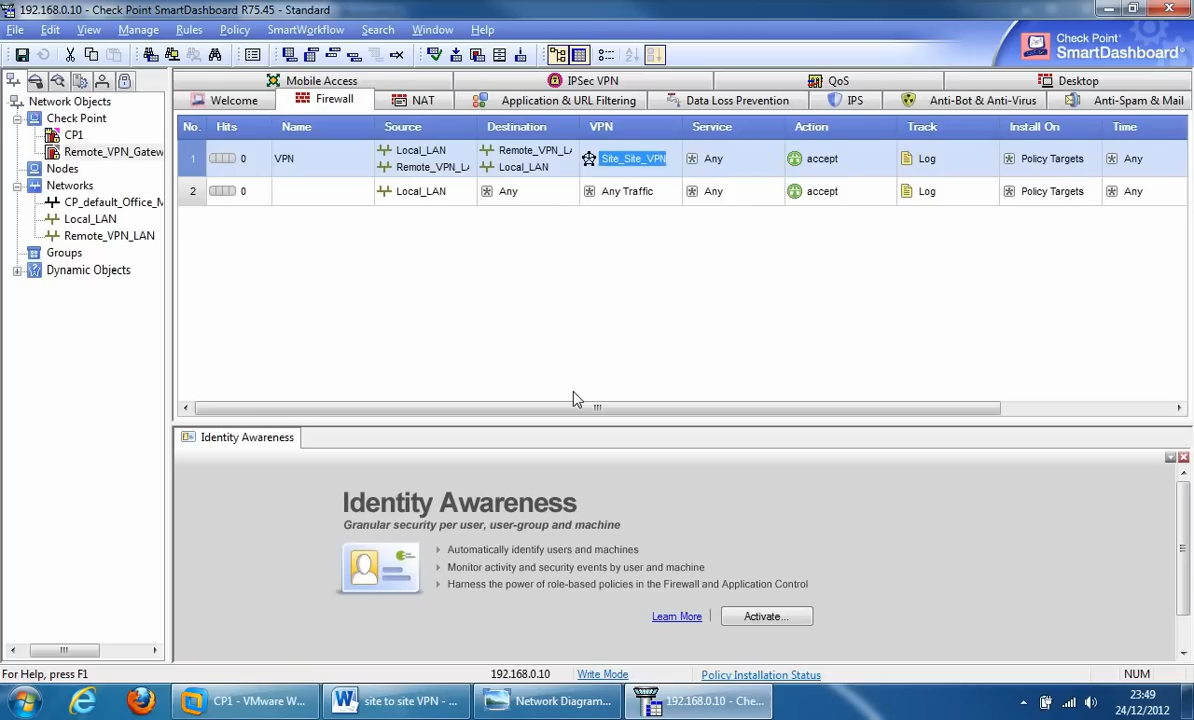 192.168.0.10 - Check Point SmartDashboard R75.45 - Standard
File Edit View Manage Rules Policy SmartWorkflow Search Window Help
Check Point
SmartDashboard
Mobile Access IPSec VPN QoS Desktop
Welcome Firewall NAT Application & URL Filtering Data Loss Prevention IPS Anti-Bot & Anti-Virus Anti-Spam & Mail
Network Objects
Check Point
CP1
Remote_VPN_Gatew
Nodes
Networks
CP_default_Office_M
Local_LAN
Remote_VPN_LAN
Groups
Dynamic Objects
No. Hits Name Source Destination VPN Service Action Track Install On Time
1 0 VPN Local_LAN Remote_VPN_LA Site_Site_VPN Any accept Log Policy Targets Any
Remote_VPN_LA Local_LAN
2 0 Local_LAN Any Any Traffic Any accept Log Policy Targets Any
Identity Awareness
Identity Awareness
Granular security per user, user-group and machine
Automatically identify users and machines
Monitor activity and security events by user and machine
Harness the power of role-based policies in the Firewall and Application Control
Learn More Activate...
For Help, press F1 192.168.0.10 Write Mode Policy Installation Status NUM
CP1 - VMware W... site to site VPN - ... Network Diagram... 192.168.0.10 - Che... 23:49
24/12/2012